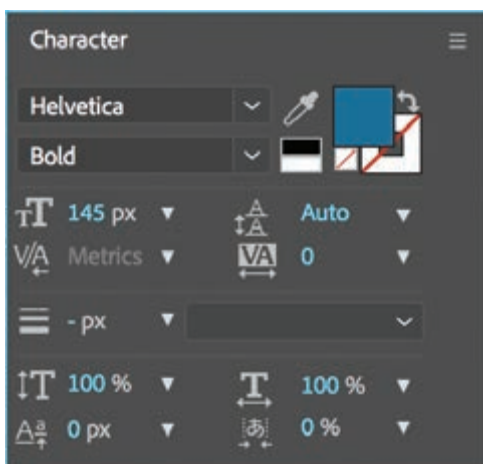 Character
Helvetica
Bold
145 px Auto
Metrics 0
- px
100 % 100 %
0 px 0 %